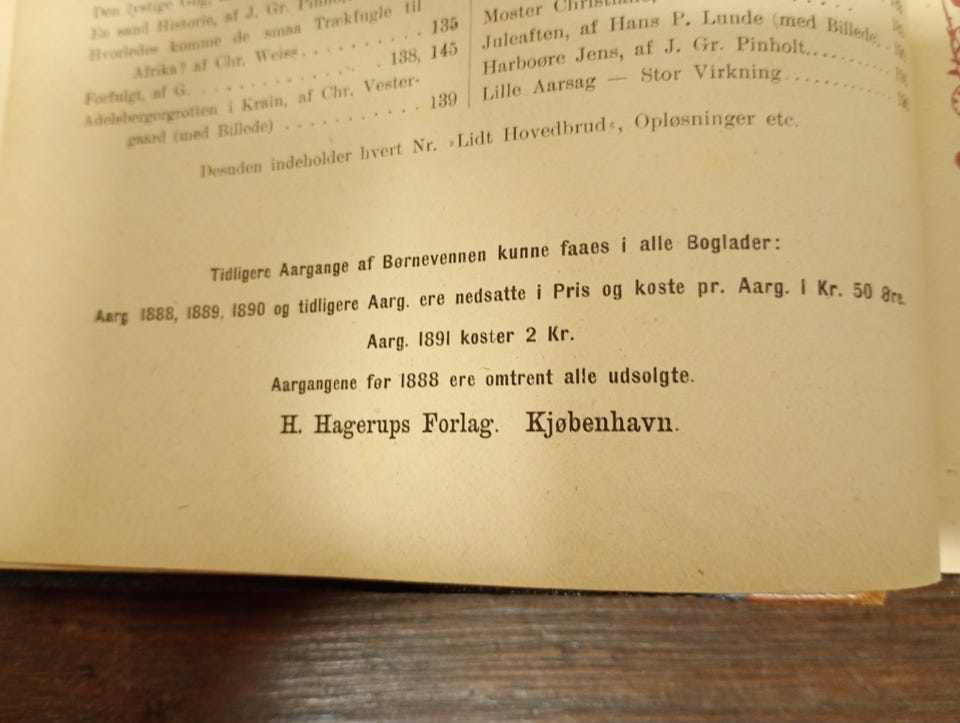 Den lystige
En sand Historie, af J. Gr.
Hvorledes komme de smaa Trækfugle til
Afrika? af Chr. Weise . . . . . . . . . . 135
Forfulgt, af G. . . . . . . . . . . . . 138, 145
Adelsbergergrotten i Krain, af Chr. Vester-
gaard (med Billede) . . . . . . . . . . . 139
Moster
Juleaften, af Hans P. Lunde (med Billede)
Harboøre Jens, af J. Gr. Pinholt
Lille Aarsag — Stor Virkning
Desuden indeholder hvert Nr. »Lidt Hovedbrud«, Opløsninger etc.
Tidligere Aargange af Børnevennen kunne faaes i alle Boglader:
Aarg 1888, 1889, 1890 og tidligere Aarg. ere nedsatte i Pris og koste pr. Aarg. 1 Kr. 50 Øre.
Aarg. 1891 koster 2 Kr.
Aargangene før 1888 ere omtrent alle udsolgte.
H. Hagerups Forlag. Kjøbenhavn.